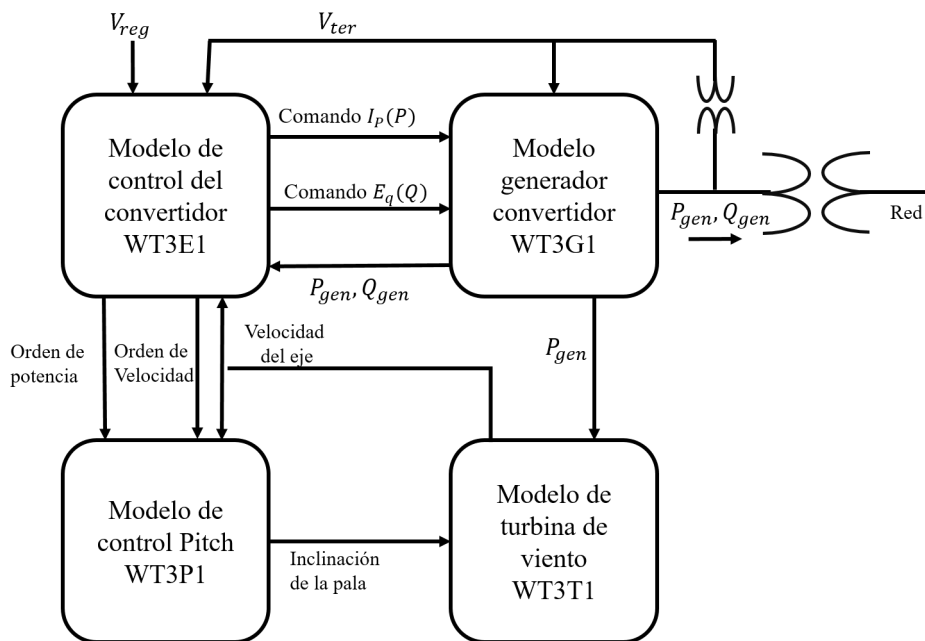 V_reg
V_ter
Modelo de
control del
convertidor
WT3E1
Comando I_P(P)
Comando E_q(Q)
P_gen, Q_gen
Modelo
generador
convertidor
WT3G1
P_gen, Q_gen
Red
Orden de
potencia
Orden de
Velocidad
Velocidad
del eje
P_gen
Modelo de
control Pitch
WT3P1
Inclinación
de la pala
Modelo de
turbina de
viento
WT3T1